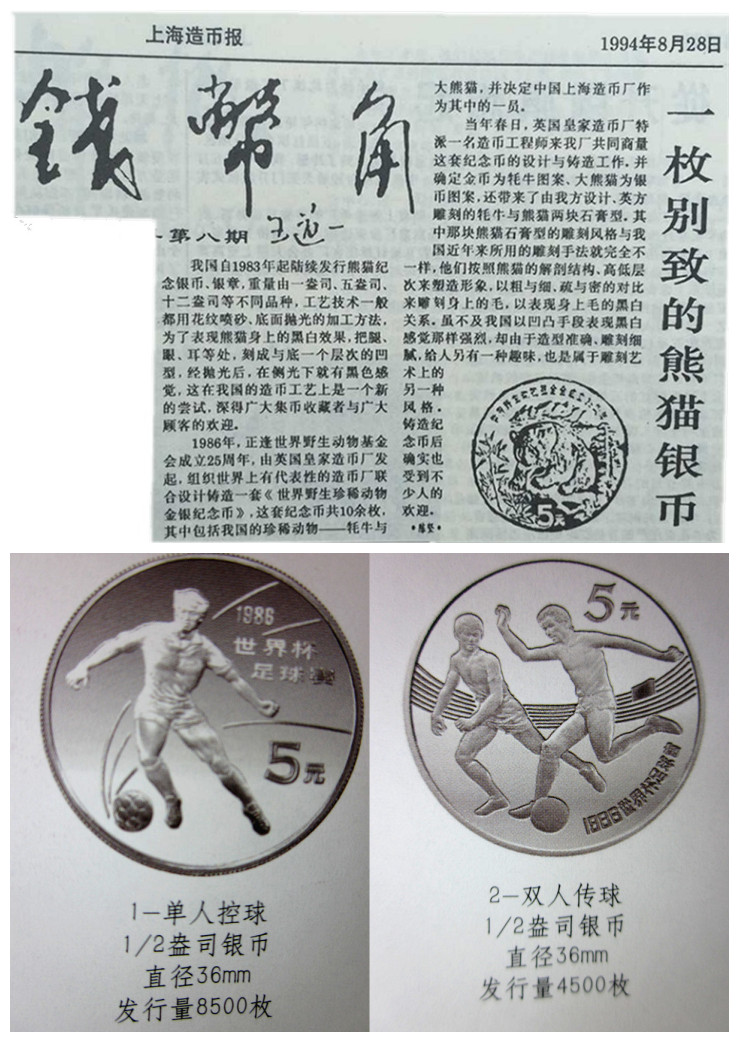 上海造币报
1994年8月28日
錢幣角
第八期 王道一
一枚别致的熊猫银币
我国自1983年起陆续发行熊猫纪
念银币、银章，重量由一盎司、五盎司、
十二盎司等不同品种，工艺技术一般
都用花纹喷砂、底面抛光的加工方法，
为了表现熊猫身上的黑白效果，把腿、
眼、耳等处，刻成与底一个层次的凹
型，经抛光后，在侧光下就有黑色感
觉，这在我国的造币工艺上是一个新
的尝试，深得广大集币收藏者与广大
顾客的欢迎。
1986年，正逢世界野生动物基金
会成立25周年，由英国皇家造币厂发
起，组织世界上有代表性的造币厂联
合设计铸造一套《世界野生珍稀动物
金银纪念币》，这套纪念币共10余枚，
其中包括我国的珍稀动物——牦牛与
大熊猫，并决定中国上海造币厂作
为其中的一员。
当年春日，英国皇家造币厂特
派一名造币工程师来我厂共同商量
这套纪念币的设计与铸造工作。并
确定金币为牦牛图案、大熊猫为银
币图案，还带来了由我方设计、英方
雕刻的牦牛与熊猫两块石膏型。其
中那块熊猫石膏型的雕刻风格与我
国近年来所用的雕刻手法就完全不
一样，他们按照熊猫的解剖结构、高低层
次来塑造形象，以粗与细、疏与密的对比
来雕刻身上的毛，以表现身上毛的黑白
关系。虽不及我国以凹凸手段表现黑白
感觉那样强烈，却由于造型准确、雕刻细
腻，给人另有一种趣味，也是属于雕刻艺
术上的
另一种
风格。
铸造纪
念币后
确实也
受到不
少人的
欢迎。
·陈坚·
5元
1986
世界杯
足球赛
5元
1-单人控球
1/2盎司银币
直径36mm
发行量8500枚
5元
1986世界杯足球赛
2-双人传球
1/2盎司银币
直径36mm
发行量4500枚